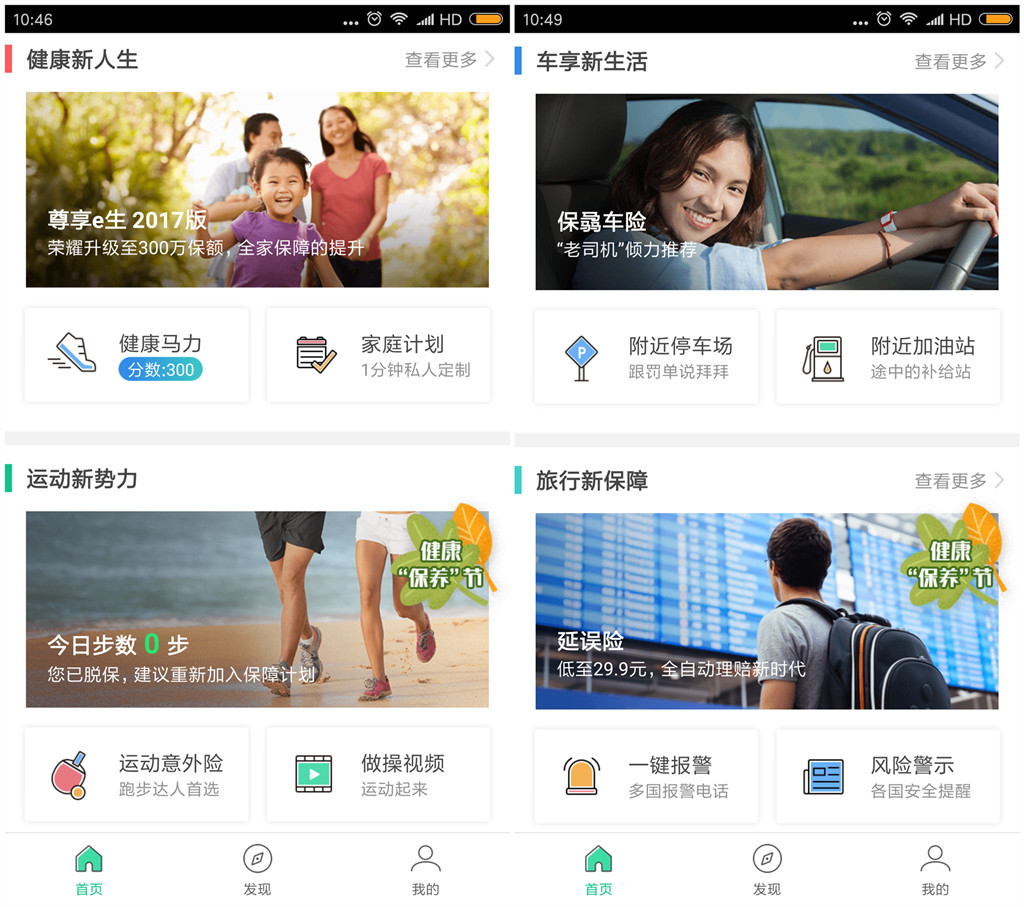 10:46
HD
健康新人生
查看更多
尊享e生 2017版
荣耀升级至300万保额，全家保障的提升
健康马力
分数:300
家庭计划
1分钟私人定制
运动新势力
健康
“保养”节
今日步数 0 步
您已脱保，建议重新加入保障计划
运动意外险
跑步达人首选
做操视频
运动起来
首页
发现
我的
10:49
HD
车享新生活
查看更多
保骉车险
“老司机”倾力推荐
附近停车场
跟罚单说拜拜
P
附近加油站
途中的补给站
旅行新保障
查看更多
健康
“保养”节
延误险
低至29.9元，全自动理赔新时代
一键报警
多国报警电话
风险警示
各国安全提醒
首页
发现
我的